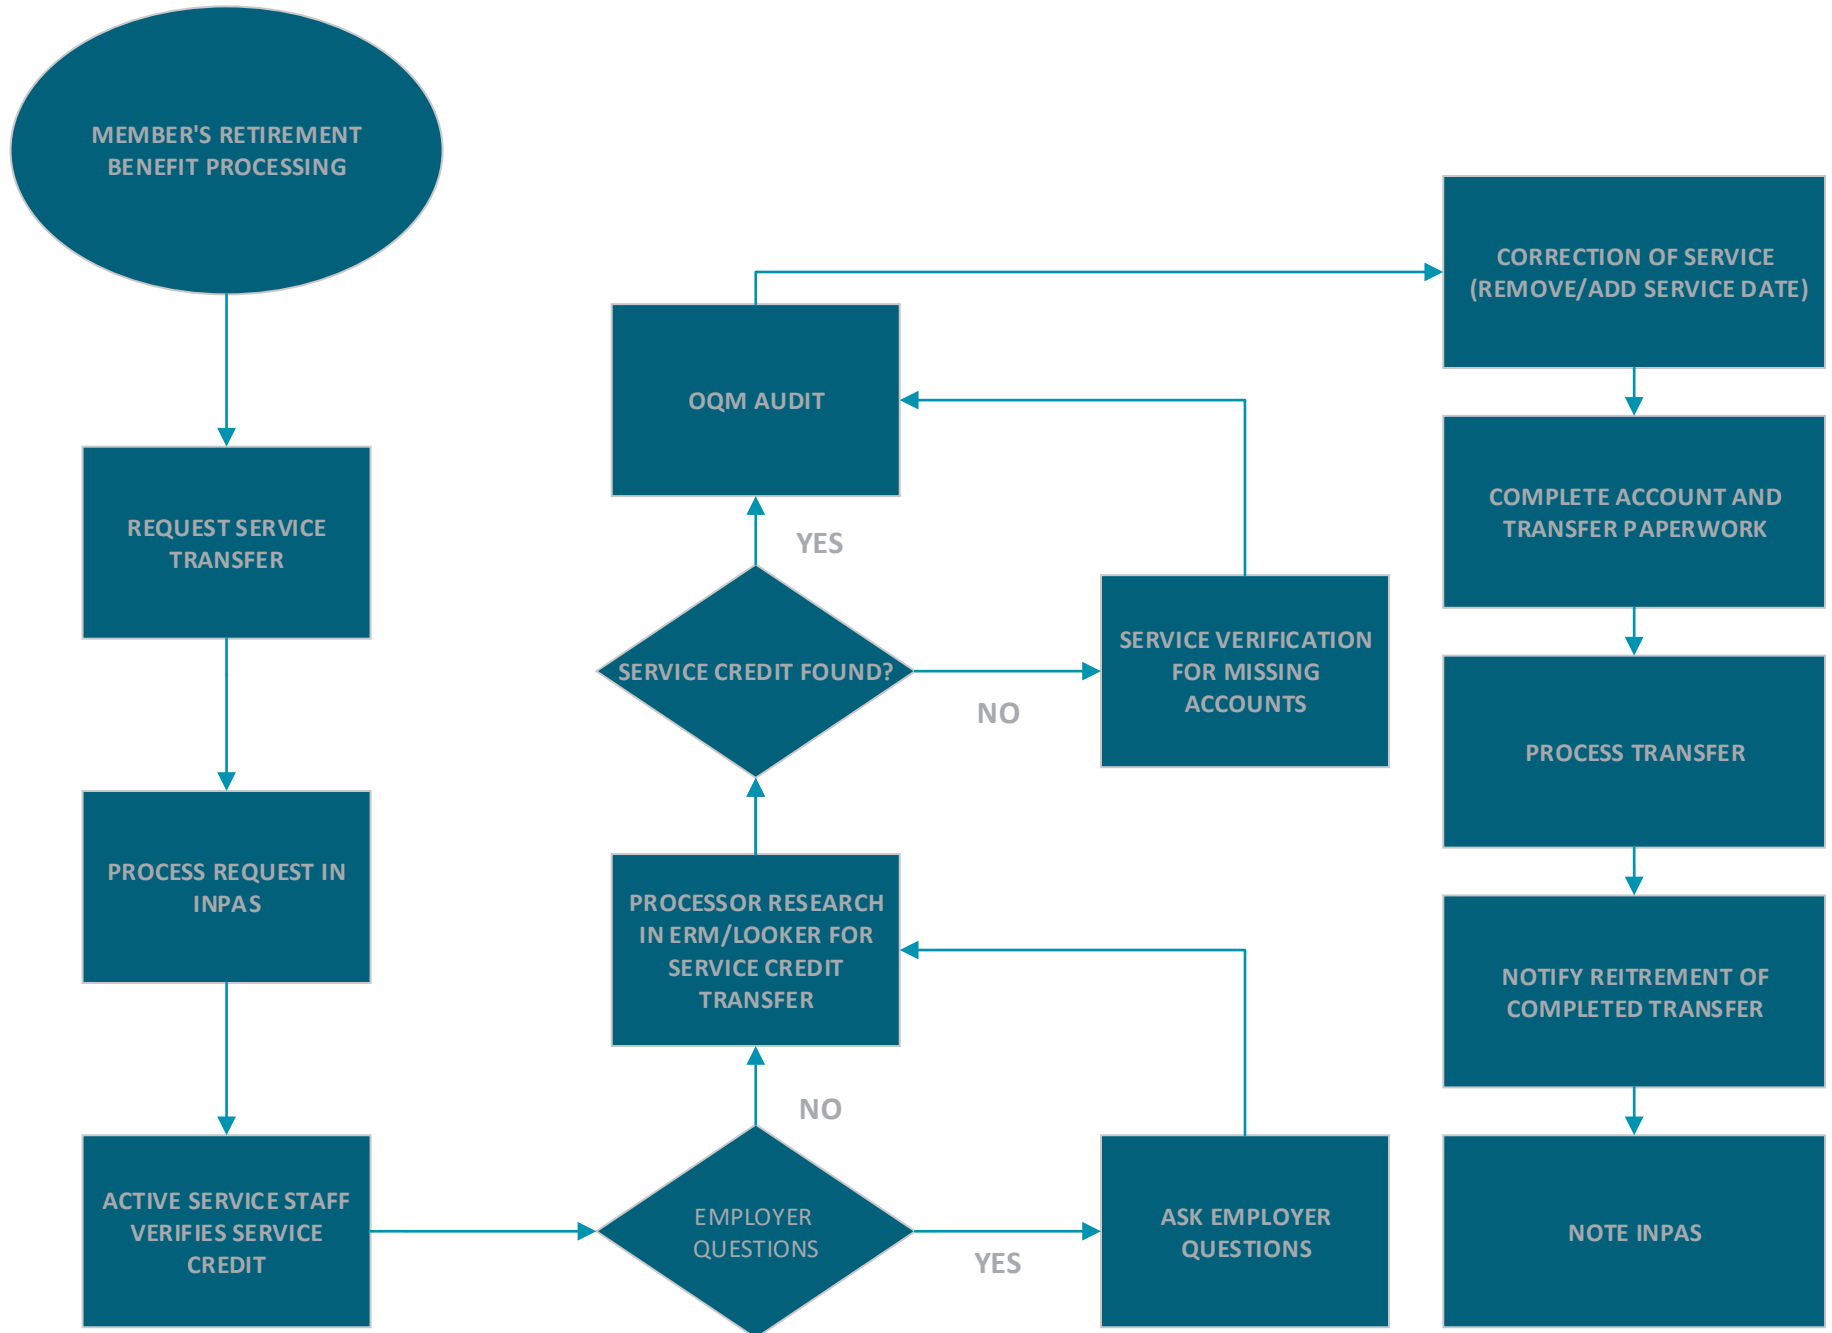 MEMBER'S RETIREMENT
BENEFIT PROCESSING
REQUEST SERVICE
TRANSFER
PROCESS REQUEST IN
INPAS
ACTIVE SERVICE STAFF
VERIFIES SERVICE
CREDIT
EMPLOYER
QUESTIONS
YES
ASK EMPLOYER
QUESTIONS
NO
PROCESSOR RESEARCH
IN ERM/LOOKER FOR
SERVICE CREDIT
TRANSFER
SERVICE CREDIT FOUND?
NO
SERVICE VERIFICATION
FOR MISSING
ACCOUNTS
YES
OQM AUDIT
CORRECTION OF SERVICE
(REMOVE/ADD SERVICE DATE)
COMPLETE ACCOUNT AND
TRANSFER PAPERWORK
PROCESS TRANSFER
NOTIFY REITREMENT OF
COMPLETED TRANSFER
NOTE INPAS